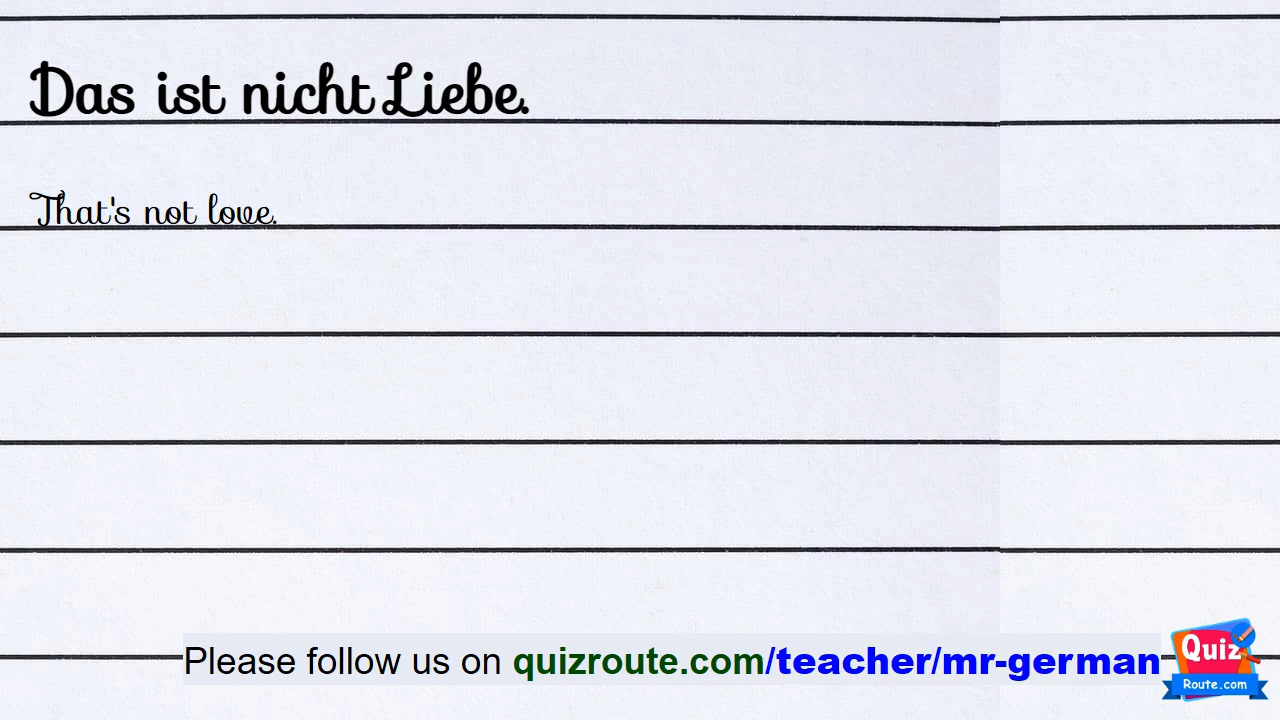 Das ist nicht Liebe.
That's not love.
Please follow us on quizroute.com/teacher/mr-german
Quiz
Route.com